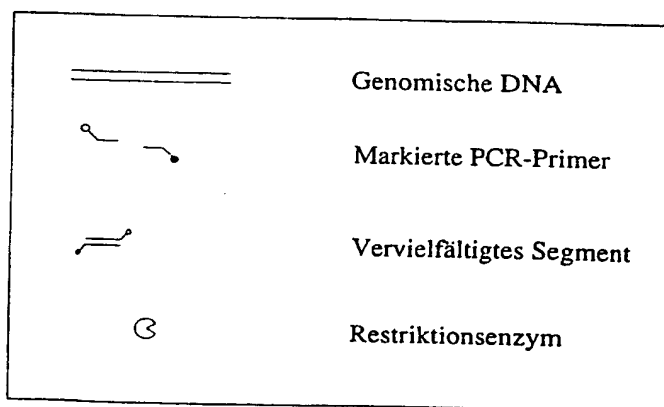 Genomische DNA
Markierte PCR-Primer
Vervielfältigtes Segment
Restriktionsenzym